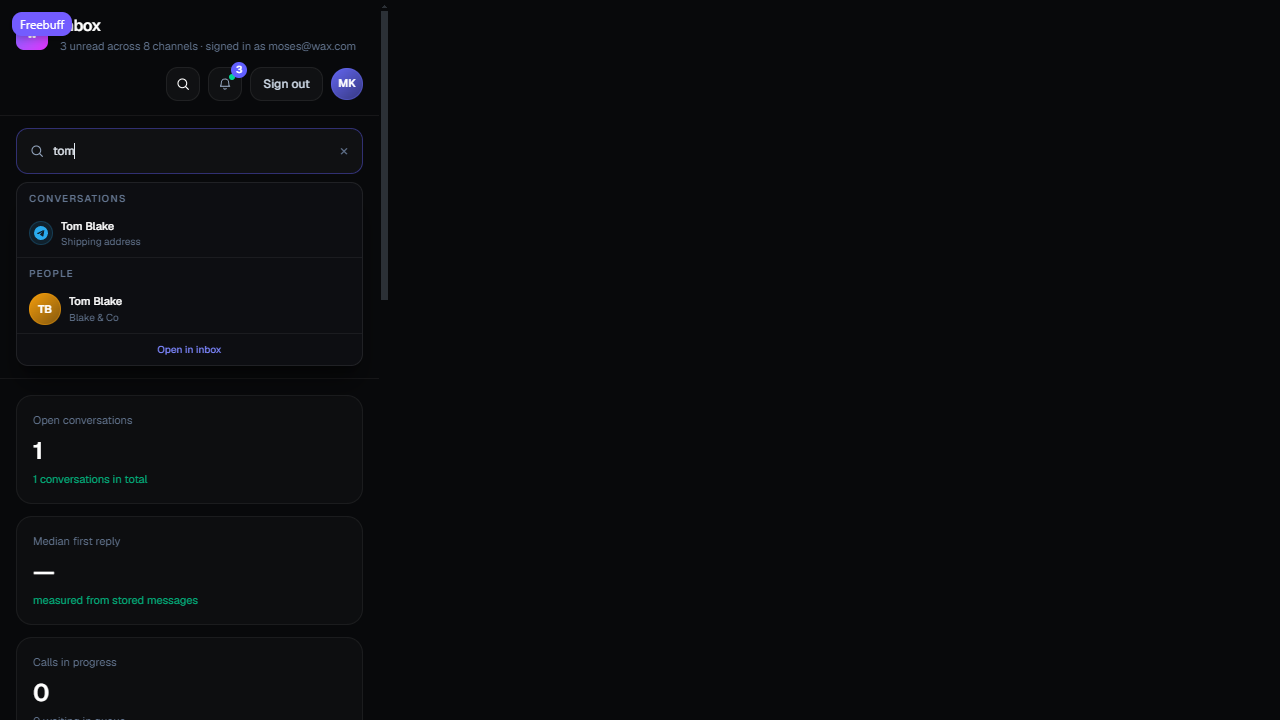 Freebuff
3 unread across 8 channels · signed in as moses@wax.com
3
Sign out
MK
tom
CONVERSATIONS
Tom Blake
Shipping address
PEOPLE
TB
Tom Blake
Blake & Co
Open in inbox
Open conversations
1
1 conversations in total
Median first reply
—
measured from stored messages
Calls in progress
0